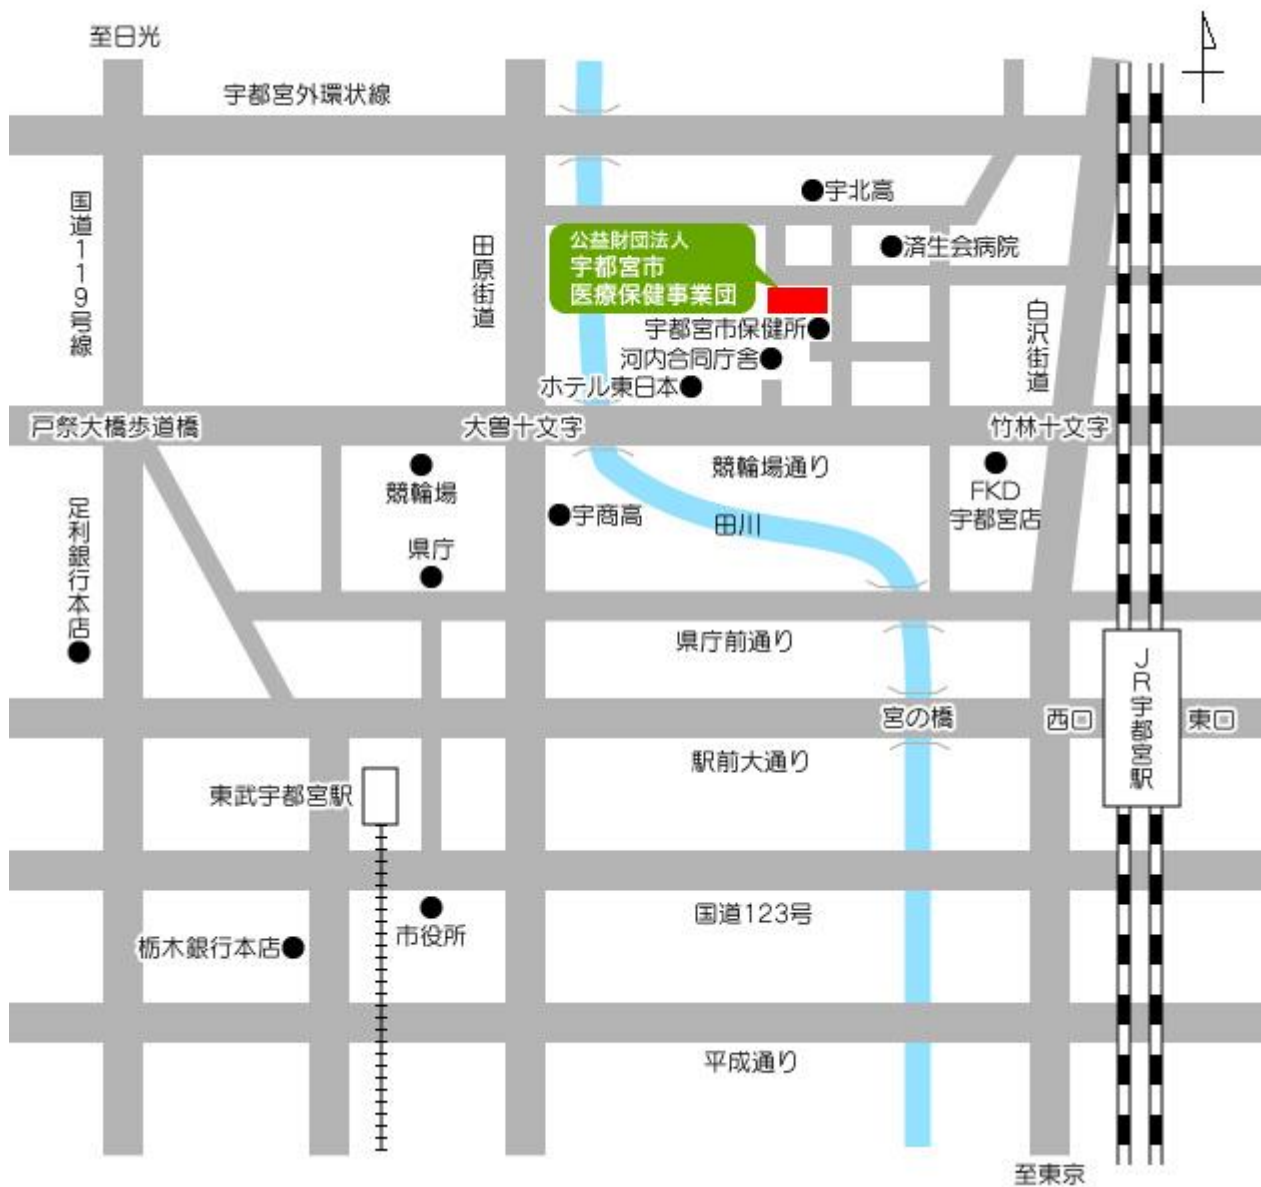 至日光
宇都宮外環状線
国道119号線
田原街道
宇北高
済生会病院
公益財団法人
宇都宮市
医療保健事業団
宇都宮市保健所
河内合同庁舎
ホテル東日本
白沢街道
戸祭大橋歩道橋
大曽十文字
竹林十文字
競輪場
競輪場通り
FKD
宇都宮店
足利銀行本店
宇商高
田川
県庁
県庁前通り
JR宇都宮駅
宮の橋
西口
東口
駅前大通り
東武宇都宮駅
国道123号
市役所
栃木銀行本店
平成通り
至東京